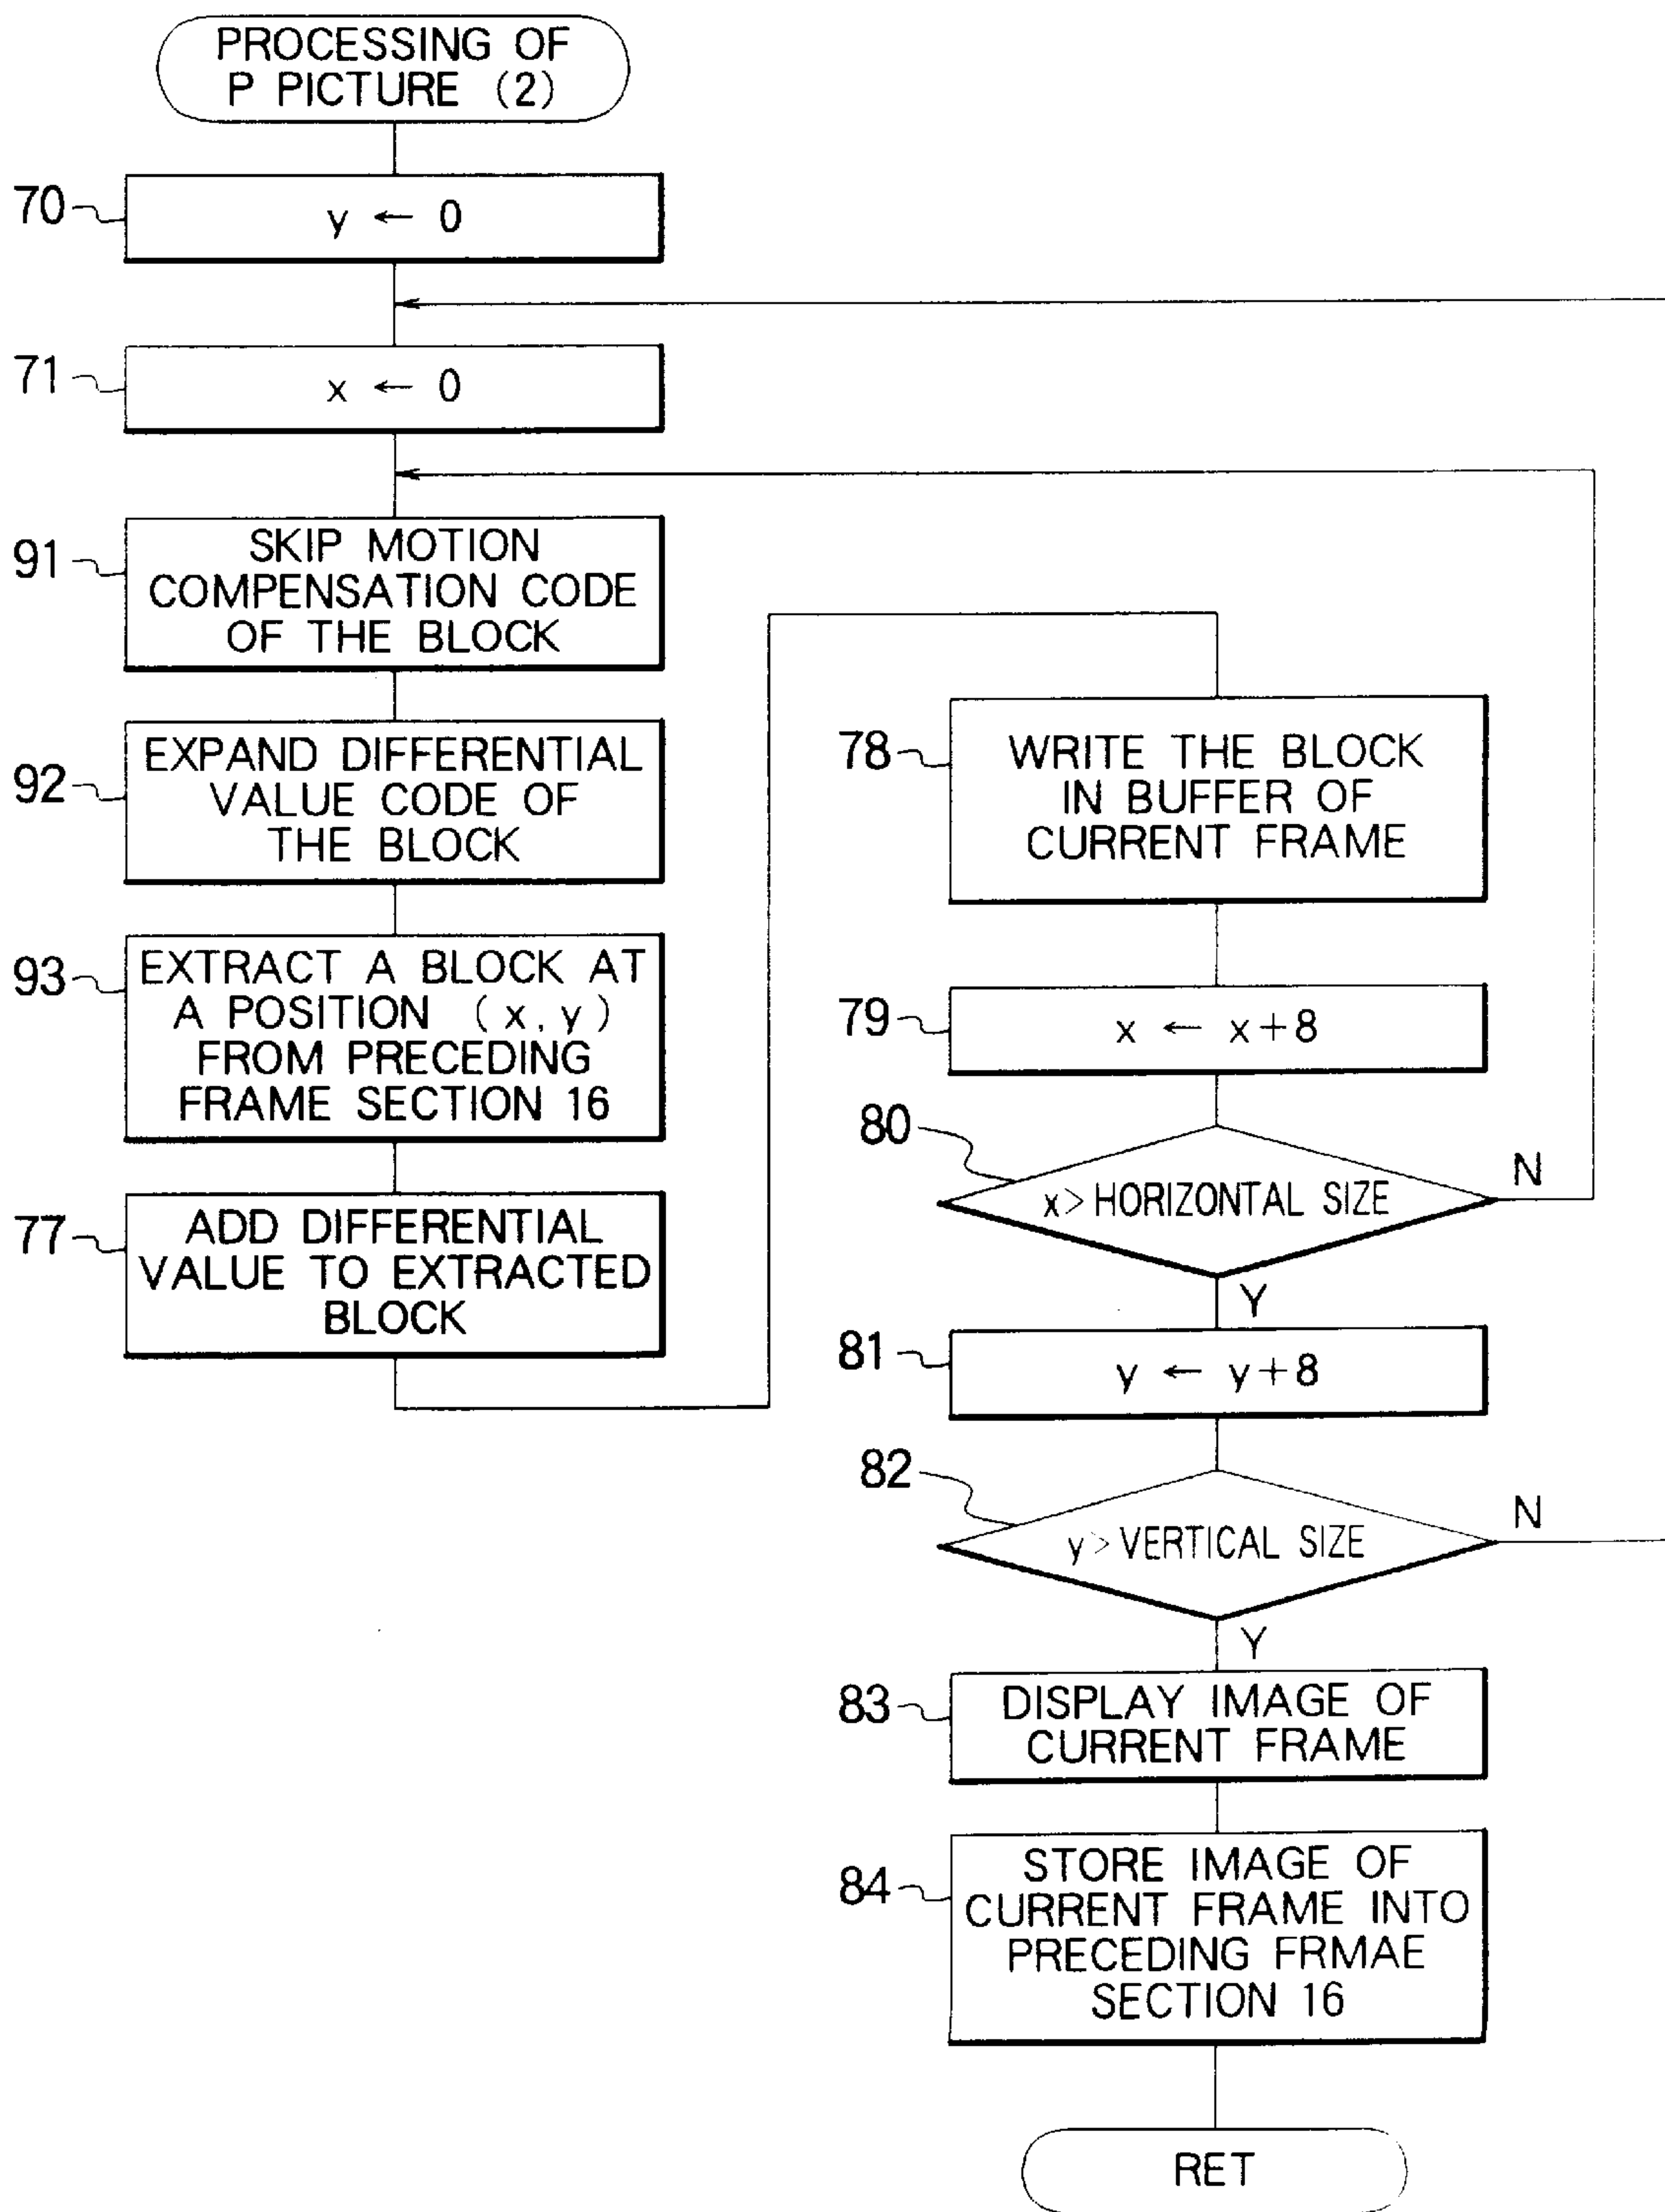 PROCESSING OF
P PICTURE (2)
70
y ← 0
71
x ← 0
91
SKIP MOTION
COMPENSATION CODE
OF THE BLOCK
92
EXPAND DIFFERENTIAL
VALUE CODE OF
THE BLOCK
93
EXTRACT A BLOCK AT
A POSITION (x, y)
FROM PRECEDING
FRAME SECTION 16
77
ADD DIFFERENTIAL
VALUE TO EXTRACTED
BLOCK
78
WRITE THE BLOCK
IN BUFFER OF
CURRENT FRAME
79
x ← x+8
80
x> HORIZONTAL SIZE
N
Y
81
y ← y+8
82
y> VERTICAL SIZE
N
Y
83
DISPLAY IMAGE OF
CURRENT FRAME
84
STORE IMAGE OF
CURRENT FRAME INTO
PRECEDING FRMAE
SECTION 16
RET